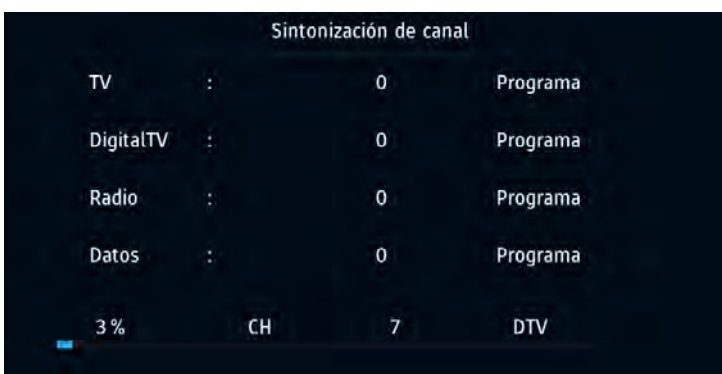 Sintonización de canal
TV : 0 Programa
DigitalTV : 0 Programa
Radio : 0 Programa
Datos : 0 Programa
3 % CH 7 DTV